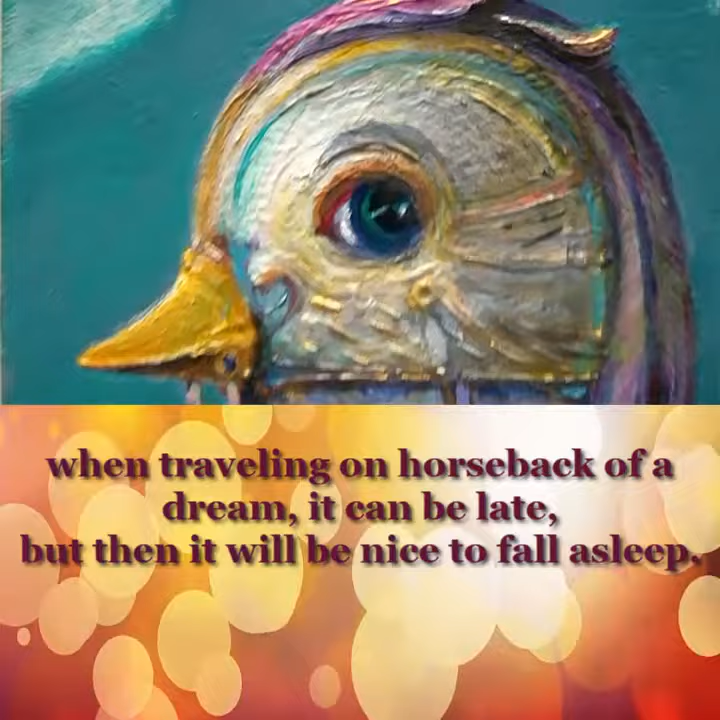 when traveling on horseback of a
dream, it can be late,
but then it will be nice to fall asleep.